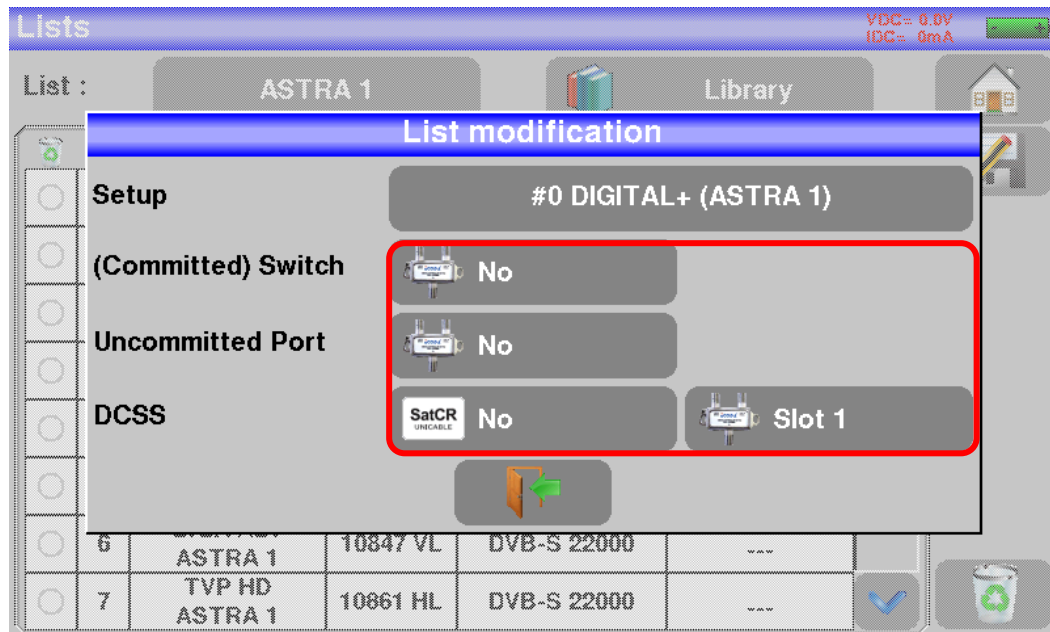 Lists
VDC= 0.0V
IDC= 0mA
- +
List :
ASTRA 1
Library
List modification
Setup
#0 DIGITAL+ (ASTRA 1)
(Committed) Switch
No
Uncommitted Port
No
DCSS
SatCR
UNICABLE
No
Slot 1
6
ASTRA 1
10847 VL
DVB-S 22000
---
7
TVP HD
ASTRA 1
10861 HL
DVB-S 22000
---